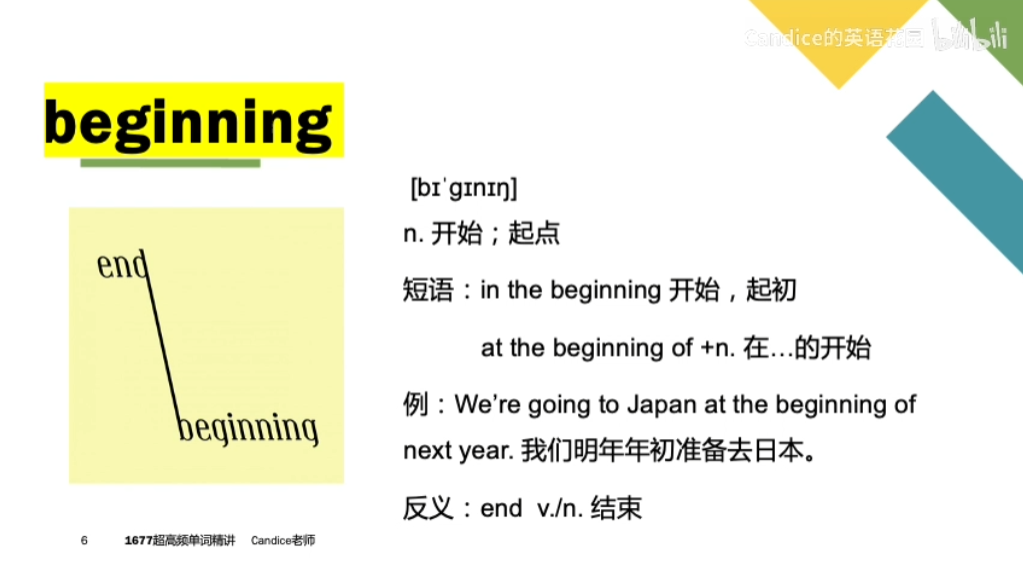 Candice的英语花园 bilibili
beginning
[bɪˈɡɪnɪŋ]
n. 开始；起点
短语：in the beginning 开始，起初
at the beginning of +n. 在…的开始
例：We’re going to Japan at the beginning of
next year. 我们明年年初准备去日本。
反义：end v./n. 结束
end
beginning
6 1677超高频单词精讲 Candice老师